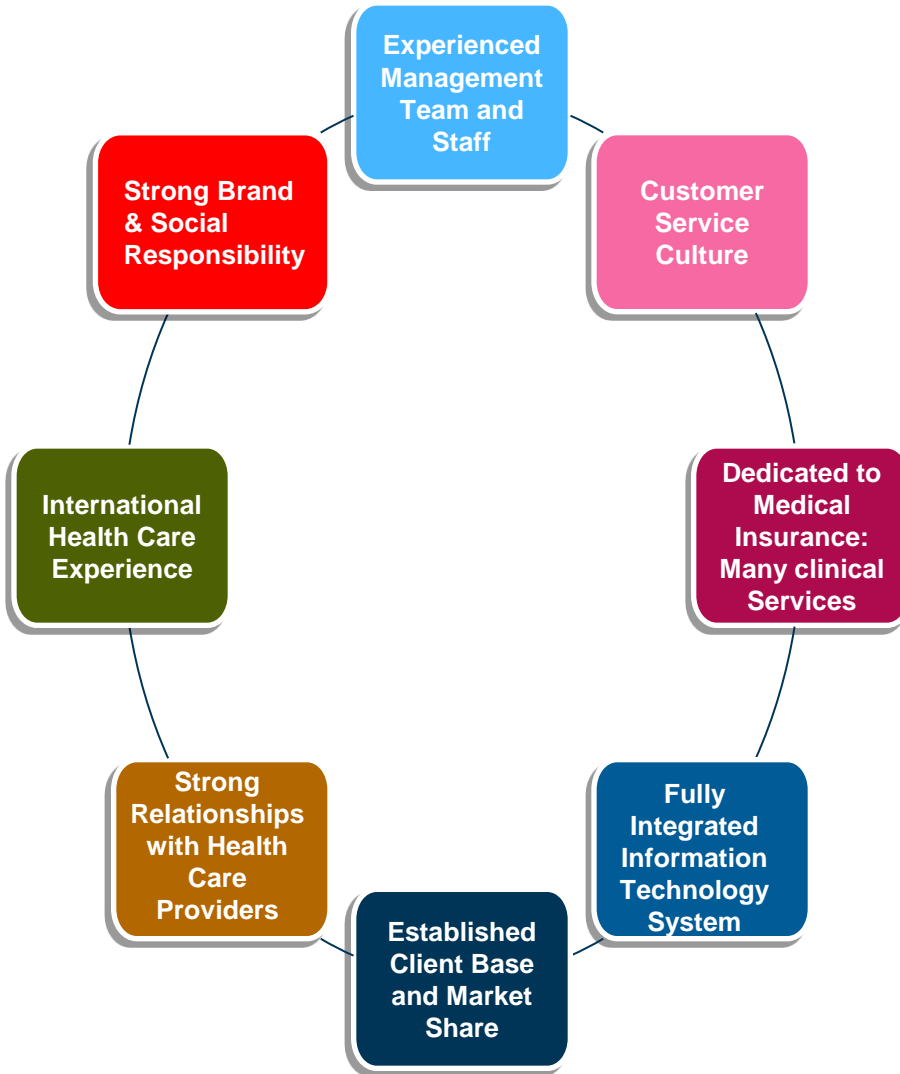 Experienced
Management
Team and
Staff
Customer
Service
Culture
Dedicated to
Medical
Insurance:
Many clinical
Services
Fully
Integrated
Information
Technology
System
Established
Client Base
and Market
Share
Strong
Relationships
with Health
Care
Providers
International
Health Care
Experience
Strong Brand
& Social
Responsibility